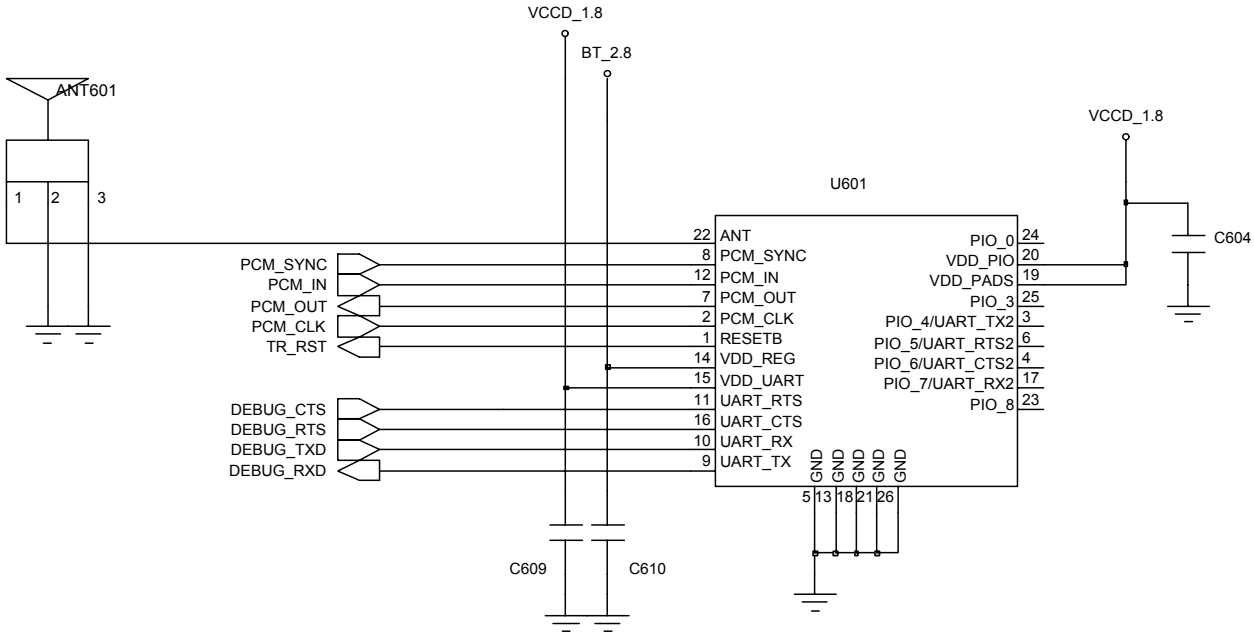 VCCD_1.8
BT_2.8
ANT601
VCCD_1.8
1 2 3
U601
C604
22 ANT
PIO_0 24
PCM_SYNC 8 PCM_SYNC
VDD_PIO 20
PCM_IN 12 PCM_IN
VDD_PADS 19
PCM_OUT 7 PCM_OUT
PIO_3 25
PCM_CLK 2 PCM_CLK
PIO_4/UART_TX2 3
TR_RST 1 RESETB
PIO_5/UART_RTS2 6
14 VDD_REG
PIO_6/UART_CTS2 4
15 VDD_UART
PIO_7/UART_RX2 17
DEBUG_CTS 11 UART_RTS
PIO_8 23
DEBUG_RTS 16 UART_CTS
DEBUG_TXD 10 UART_RX
DEBUG_RXD 9 UART_TX
GND GND GND GND GND
5 13 18 21 26
C609 C610